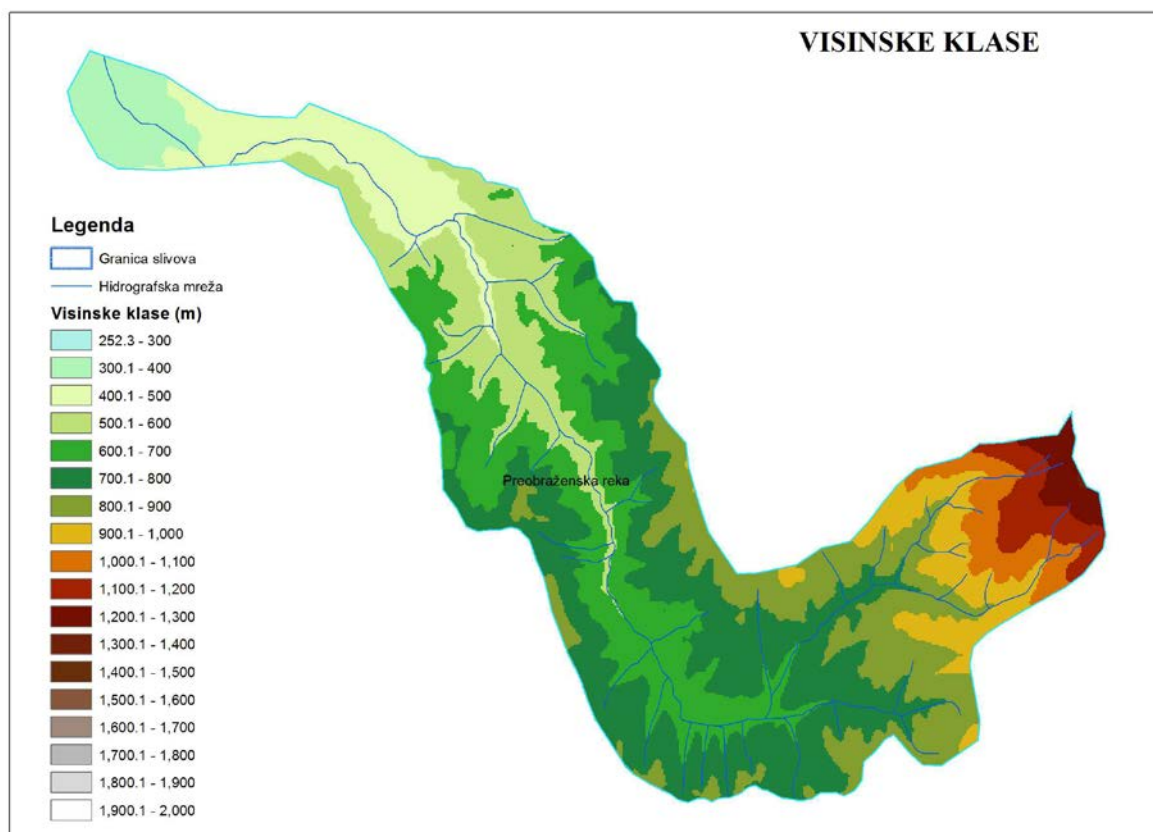 VISINSKE KLASE
Legenda
Granica slivova
Hidrografska mreža
Visinske klase (m)
252.3 - 300
300.1 - 400
400.1 - 500
500.1 - 600
600.1 - 700
700.1 - 800
800.1 - 900
900.1 - 1,000
1,000.1 - 1,100
1,100.1 - 1,200
1,200.1 - 1,300
1,300.1 - 1,400
1,400.1 - 1,500
1,500.1 - 1,600
1,600.1 - 1,700
1,700.1 - 1,800
1,800.1 - 1,900
1,900.1 - 2,000
Preobraženska reka